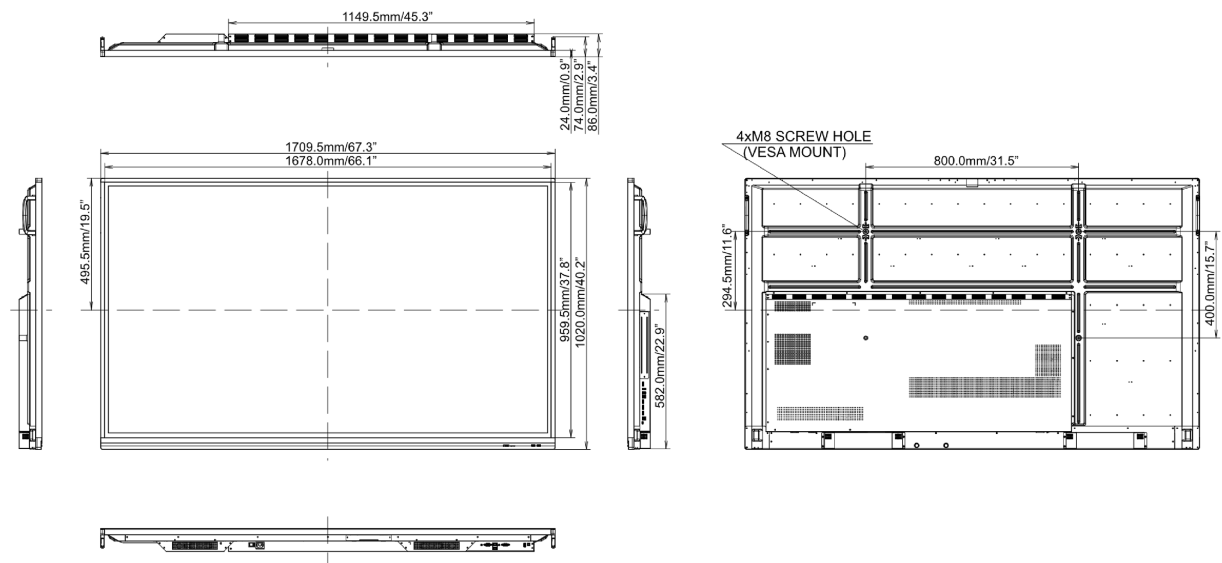 1149.5mm/45.3”
24.0mm/0.9”
74.0mm/2.9”
86.0mm/3.4”
1709.5mm/67.3”
1678.0mm/66.1”
495.5mm/19.5”
959.5mm/37.8”
1020.0mm/40.2”
582.0mm/22.9”
4xM8 SCREW HOLE
(VESA MOUNT)
800.0mm/31.5”
294.5mm/11.6”
400.0mm/15.7”